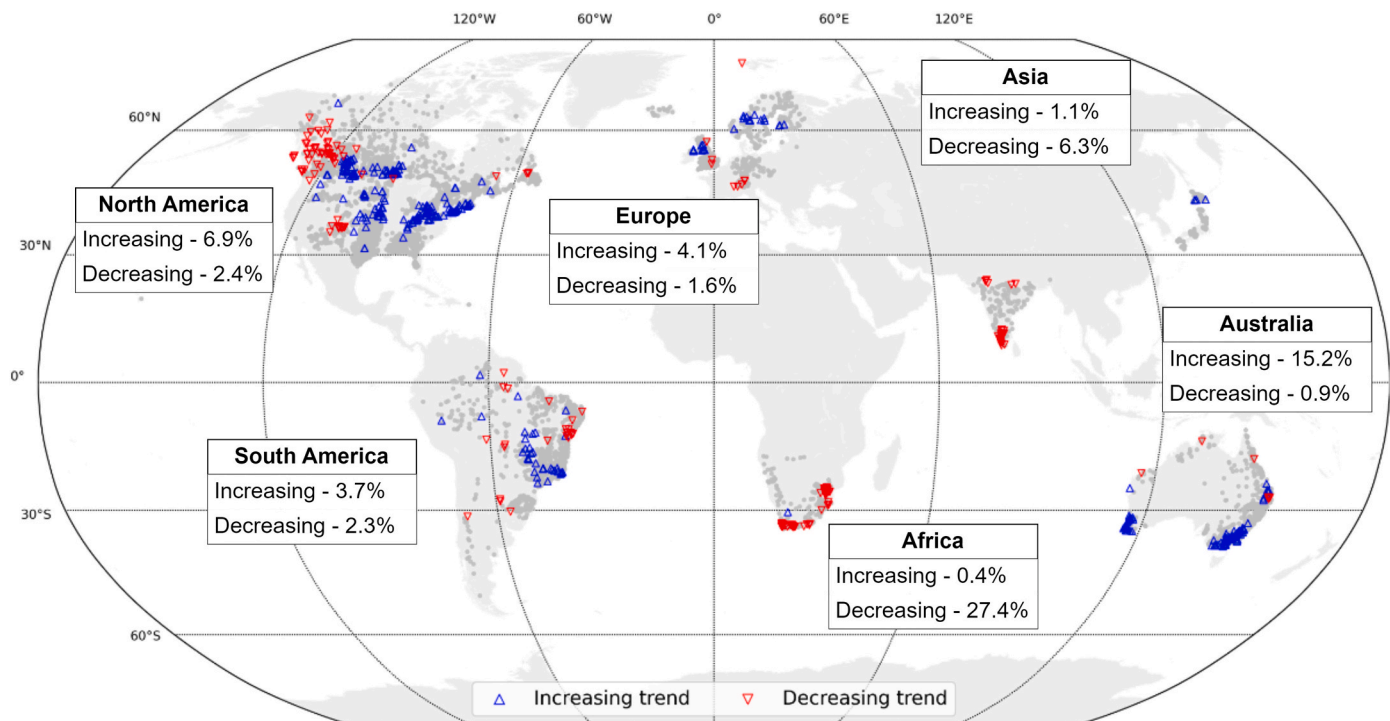 120°W 60°W 0° 60°E 120°E
60°N
30°N
0°
30°S
60°S
Asia
Increasing - 1.1%
Decreasing - 6.3%
North America
Increasing - 6.9%
Decreasing - 2.4%
Europe
Increasing - 4.1%
Decreasing - 1.6%
Australia
Increasing - 15.2%
Decreasing - 0.9%
South America
Increasing - 3.7%
Decreasing - 2.3%
Africa
Increasing - 0.4%
Decreasing - 27.4%
Increasing trend Decreasing trend